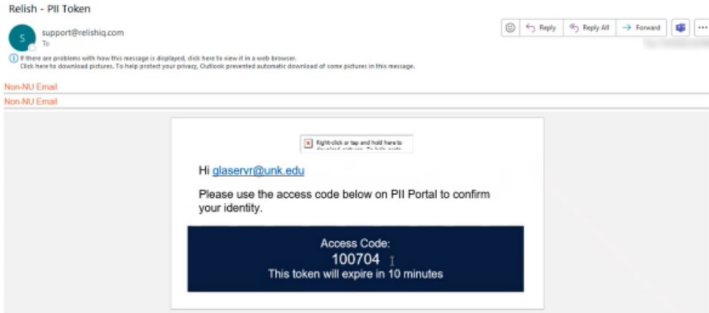 Relish - PII Token
S
support@relishiq.com
To
Reply
Reply All
Forward
If there are problems with how this message is displayed, click here to view it in a web browser.
Click here to download pictures. To help protect your privacy, Outlook prevented automatic download of some pictures in this message.
Non-NU Email
Non-NU Email
Right-click or tap and hold here to
Hi glaservr@unk.edu
Please use the access code below on PII Portal to confirm
your identity.
Access Code:
100704
This token will expire in 10 minutes